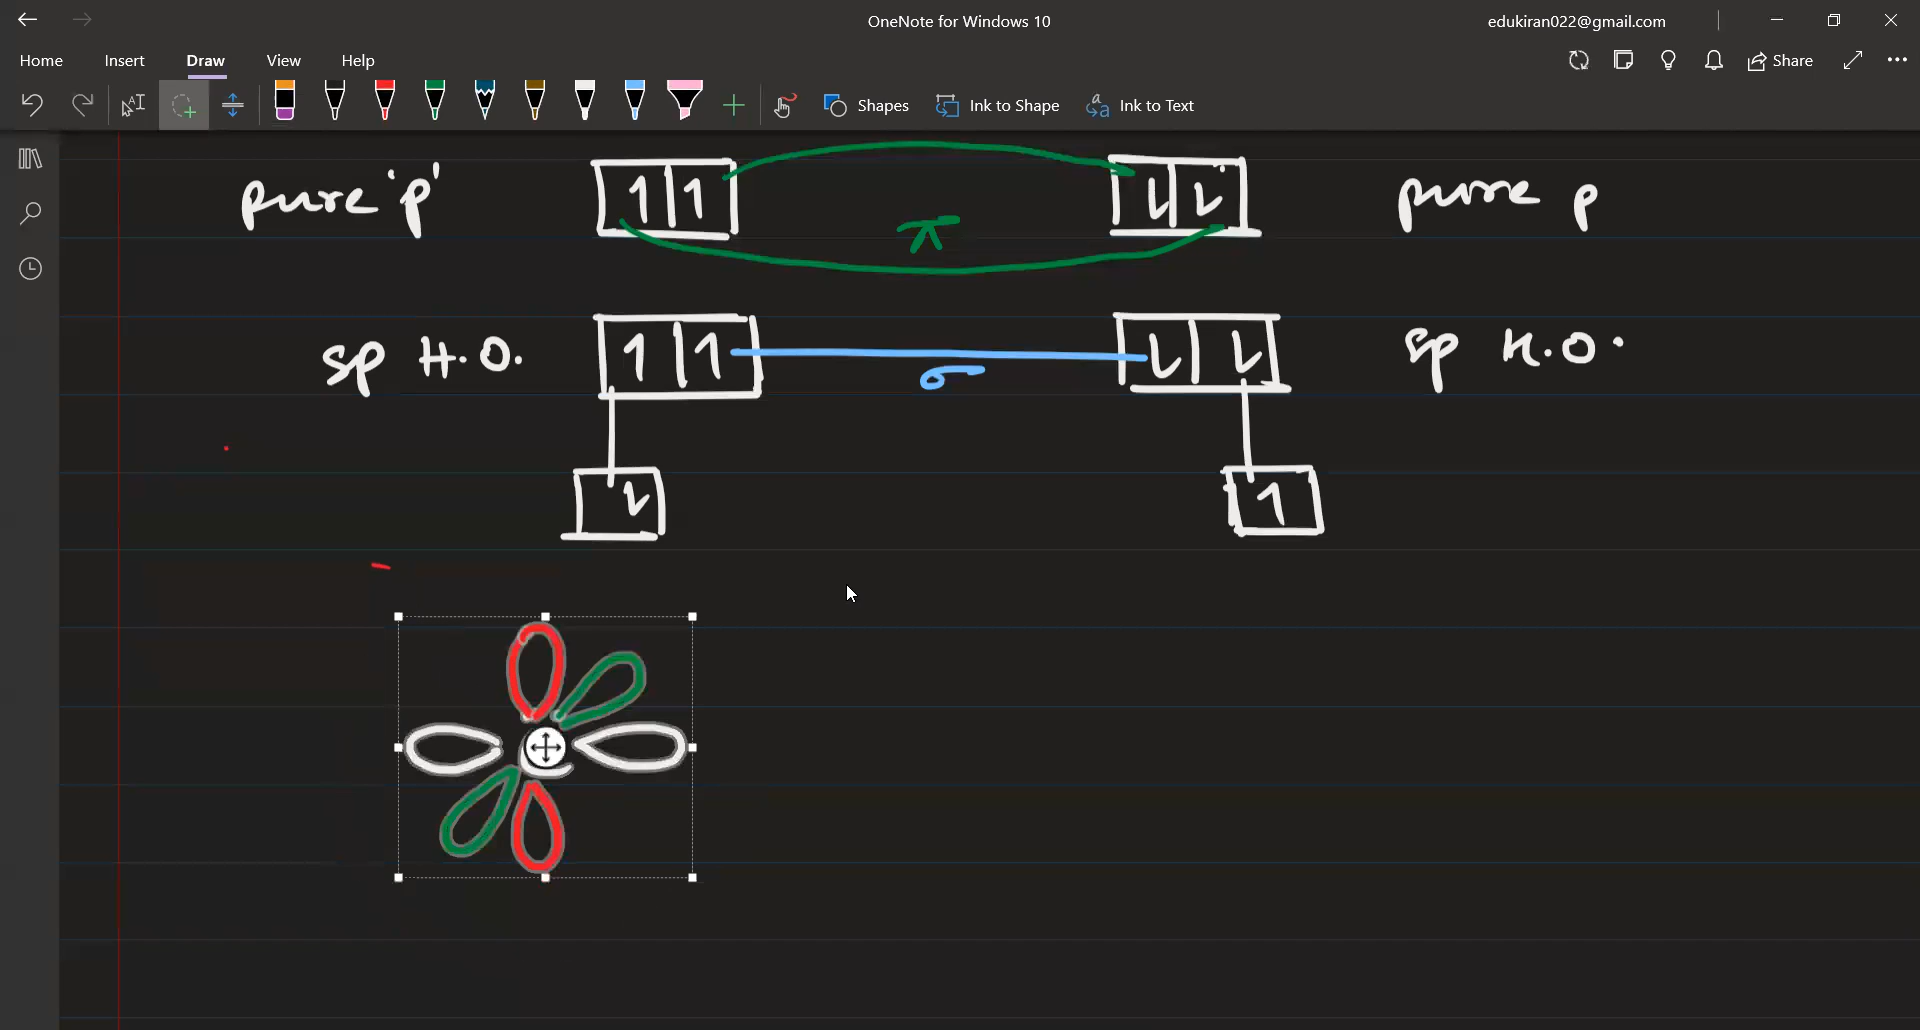 OneNote for Windows 10
edukiran022@gmail.com
Home Insert Draw View Help
Share
Shapes Ink to Shape Ink to Text
pure 'p' 1 1 1 1 pure p
π
sp H.O. 1 1 1 1 sp H.O.
σ
1 1